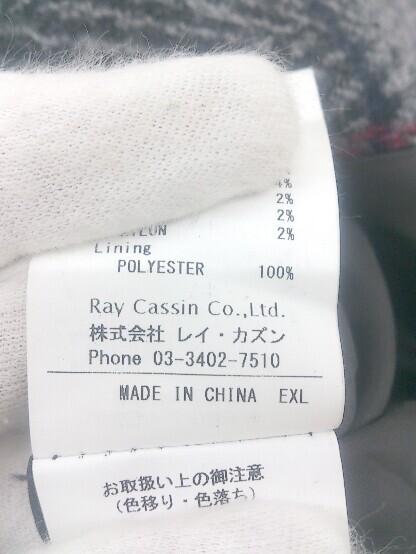 4%
2%
2%
2%
Lining
POLYESTER 100%
Ray Cassin Co.,Ltd.
株式会社 レイ・カズン
Phone 03-3402-7510
MADE IN CHINA EXL
お取扱い上の御注意
(色移り・色落ち)